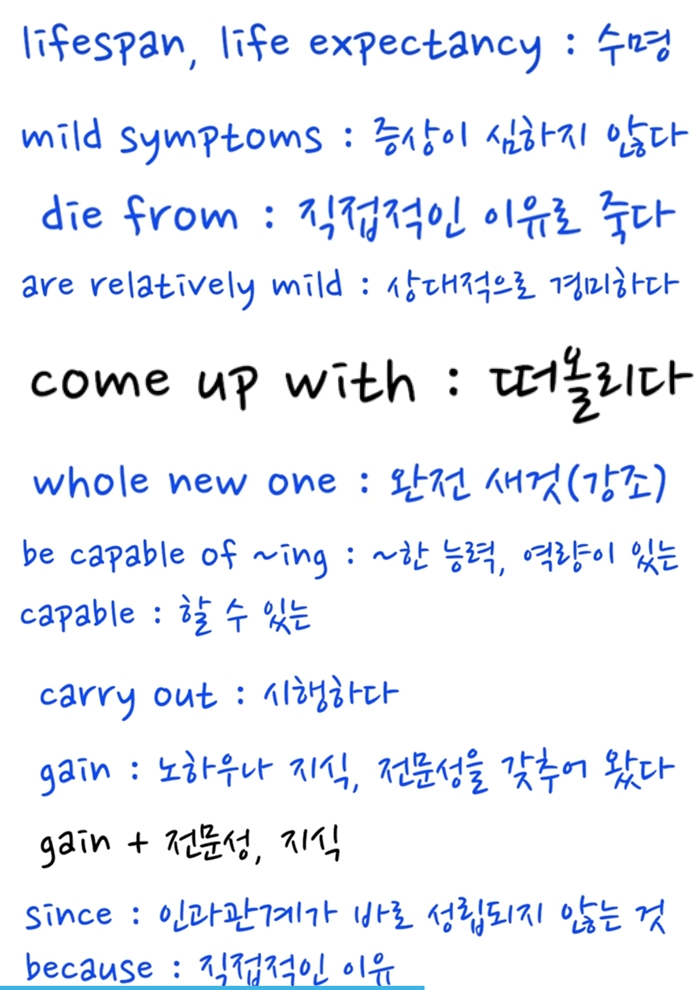 lifespan, life expectancy : 수명
mild symptoms : 증상이 심하지 않다
die from : 직접적인 이유로 죽다
are relatively mild : 상대적으로 경미하다
come up with : 떠올리다
whole new one : 완전 새것(강조)
be capable of ~ing : ~한 능력, 역량이 있는
capable : 할 수 있는
carry out : 시행하다
gain : 노하우나 지식, 전문성을 갖추어 왔다
gain + 전문성, 지식
since : 인과관계가 바로 성립되지 않는 것
because : 직접적인 이유